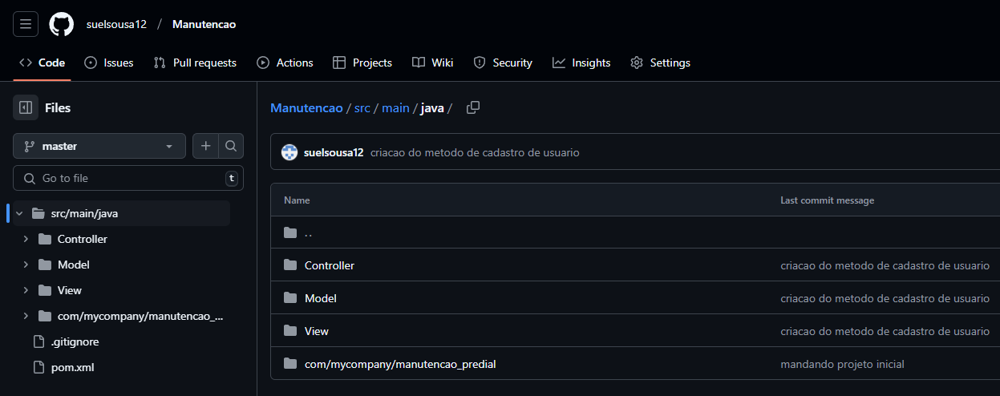 suelsousa12 / Manutencao
Code Issues Pull requests Actions Projects Wiki Security Insights Settings
Files
master
Go to file t
src/main/java
Controller
Model
View
com/mycompany/manutencao_...
.gitignore
pom.xml
Manutencao / src / main / java /
suelsousa12 criacao do metodo de cadastro de usuario
Name Last commit message
..
Controller criacao do metodo de cadastro de usuario
Model criacao do metodo de cadastro de usuario
View criacao do metodo de cadastro de usuario
com/mycompany/manutencao_predial mandando projeto inicial